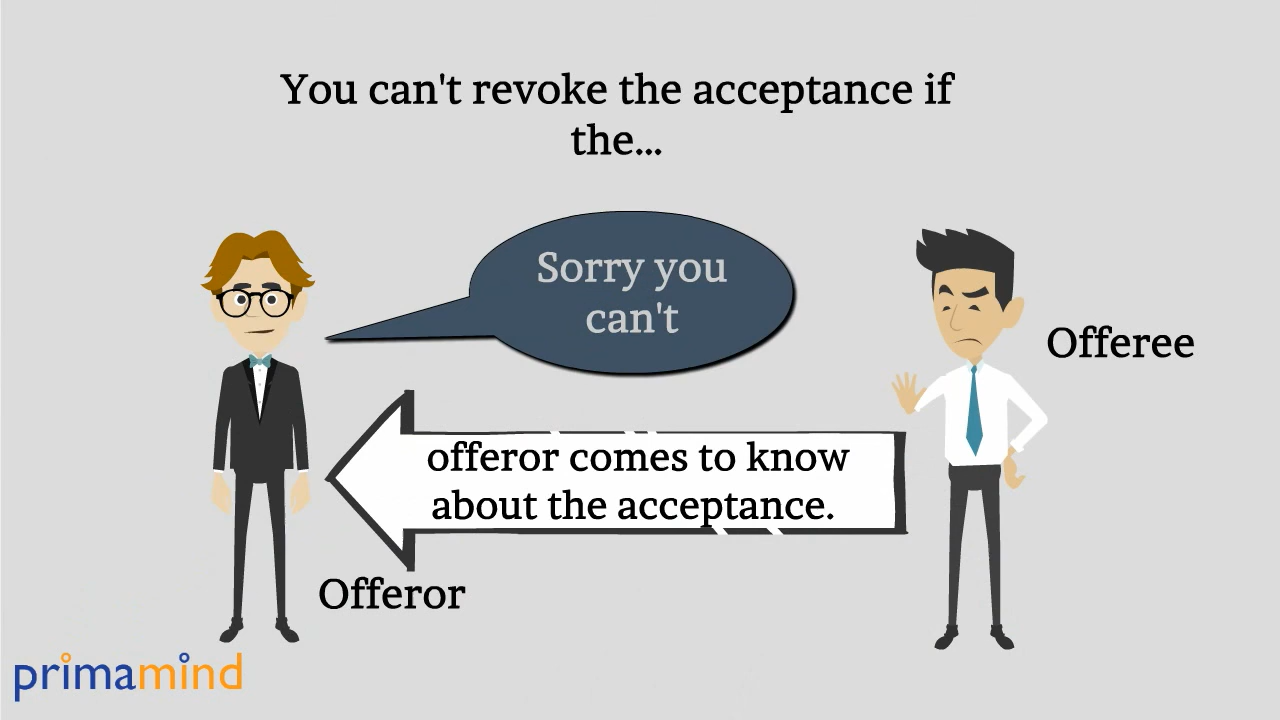 You can't revoke the acceptance if
the...
Sorry you
can't
Offeree
offeror comes to know
about the acceptance.
Offeror
primamind